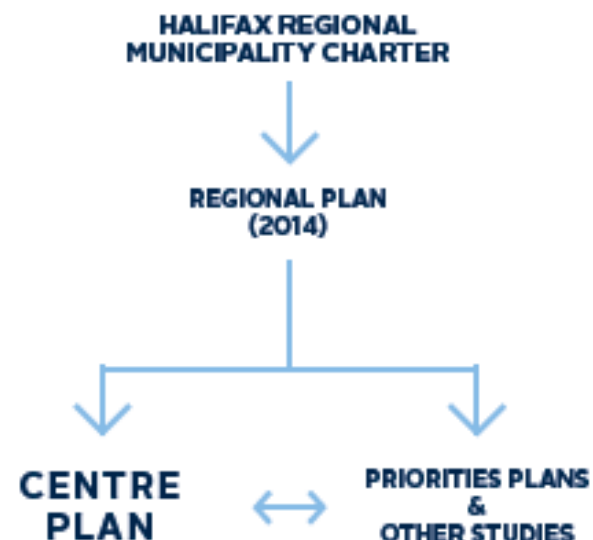 HALIFAX REGIONAL
MUNICIPALITY CHARTER
REGIONAL PLAN
(2014)
CENTRE
PLAN
PRIORITIES PLANS
&
OTHER STUDIES